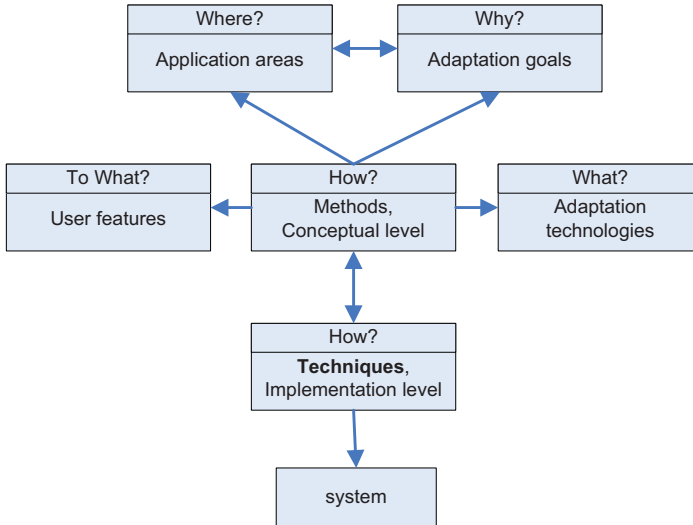 Where?
Application areas
Why?
Adaptation goals
To What?
User features
How?
Methods,
Conceptual level
What?
Adaptation
technologies
How?
Techniques,
Implementation level
system